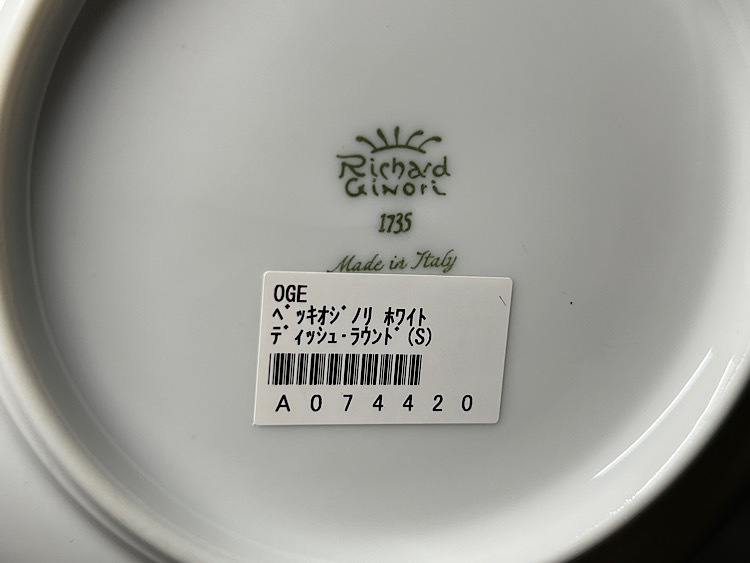 Richard
Ginori
1735
Made in Italy
OGE
ﾍﾞｯｷｵｼﾞﾉﾘ ﾎﾜｲﾄ
ﾃﾞｨｯｼｭ-ﾗｳﾝﾄﾞ(S)
A074420